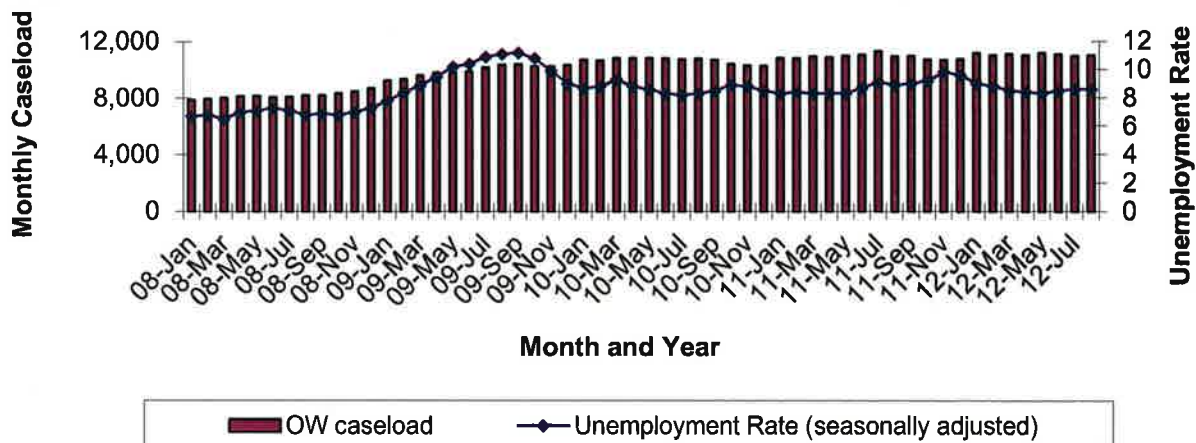 Monthly Caseload
12,000
8,000
4,000
0
12
10
8
6
4
2
0
Unemployment Rate
08-Jan
08-Mar
08-May
08-Jul
08-Sep
08-Nov
09-Jan
09-Mar
09-May
09-Jul
09-Sep
09-Nov
10-Jan
10-Mar
10-May
10-Jul
10-Sep
10-Nov
11-Jan
11-Mar
11-May
11-Jul
11-Sep
11-Nov
12-Jan
12-Mar
12-May
12-Jul
Month and Year
OW caseload
Unemployment Rate (seasonally adjusted)